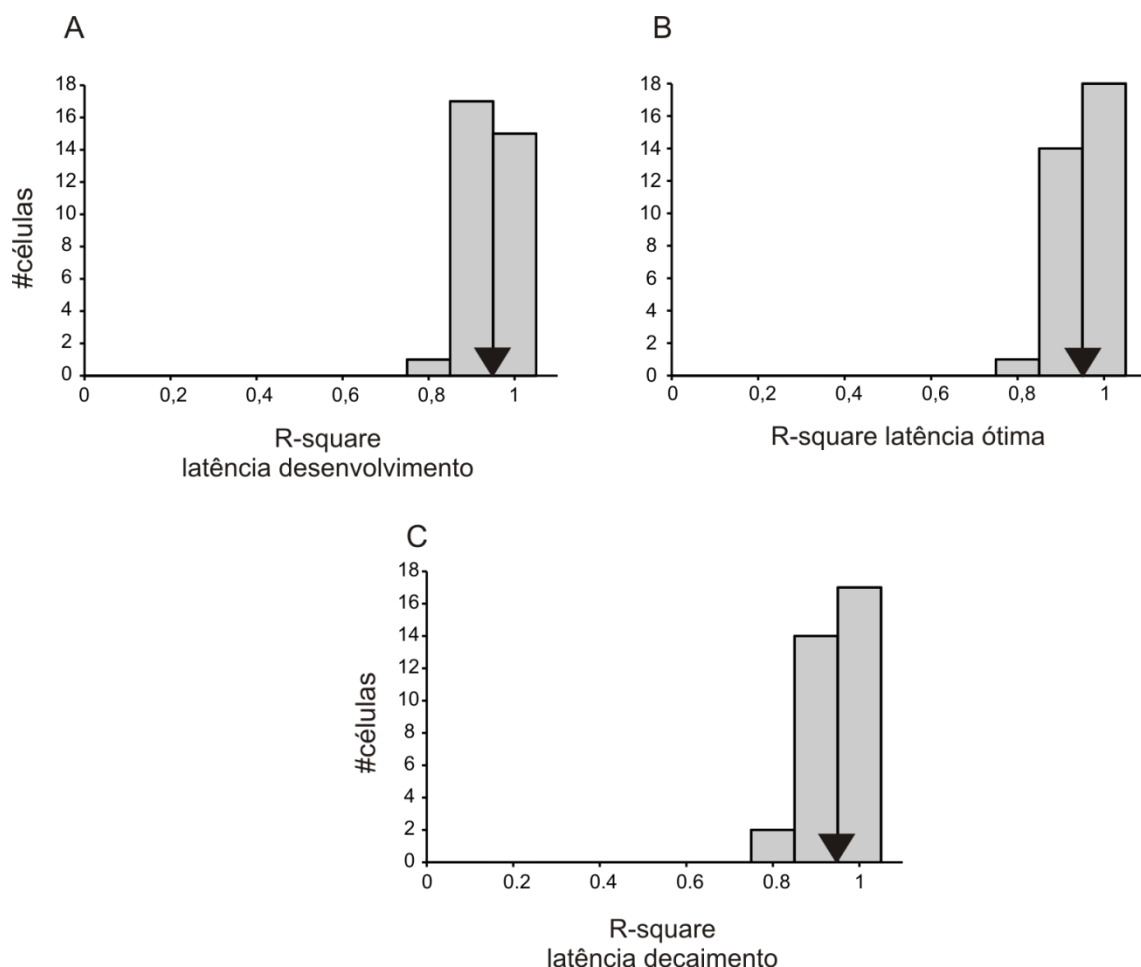 A
18
16
14
12
10
8
6
4
2
0
#células
0 0,2 0,4 0,6 0,8 1
R-square
latência desenvolvimento
B
18
16
14
12
10
8
6
4
2
0
0 0,2 0,4 0,6 0,8 1
R-square latência ótima
C
18
16
14
12
10
8
6
4
2
0
#células
0 0.2 0.4 0.6 0.8 1
R-square
latência decaimento